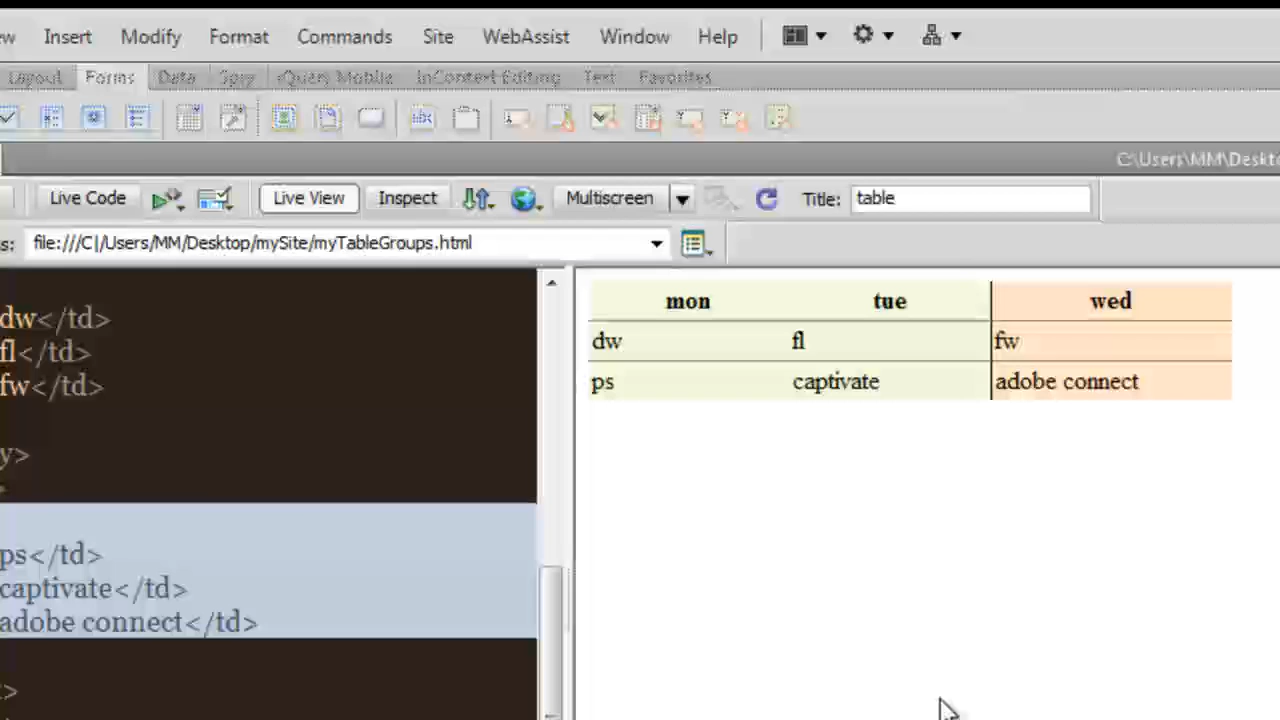 Insert Modify Format Commands Site WebAssist Window Help
Layout Forms Data Spry jQuery Mobile InContext Editing Text Favorites
C:\Users\MM\Deskto
Live Code Live View Inspect Multiscreen Title: table
s: file:///C|/Users/MM/Desktop/mySite/myTableGroups.html
mon tue wed
dw fl fw
ps captivate adobe connect
dw</td>
fl</td>
fw</td>
y>
>
ps</td>
captivate</td>
adobe connect</td>
t>